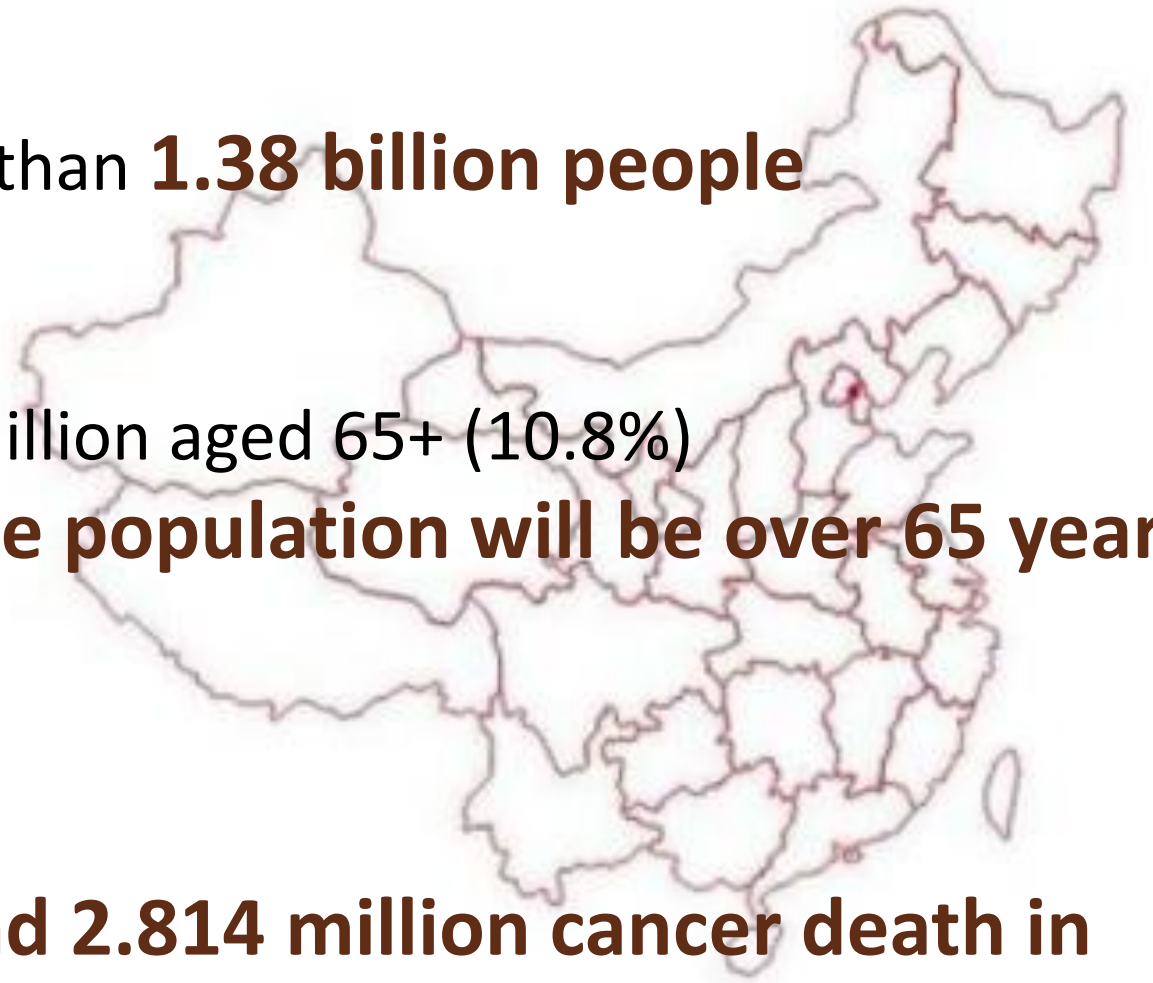 than 1.38 billion people
illion aged 65+ (10.8%)
e population will be over 65 year
d 2.814 million cancer death in